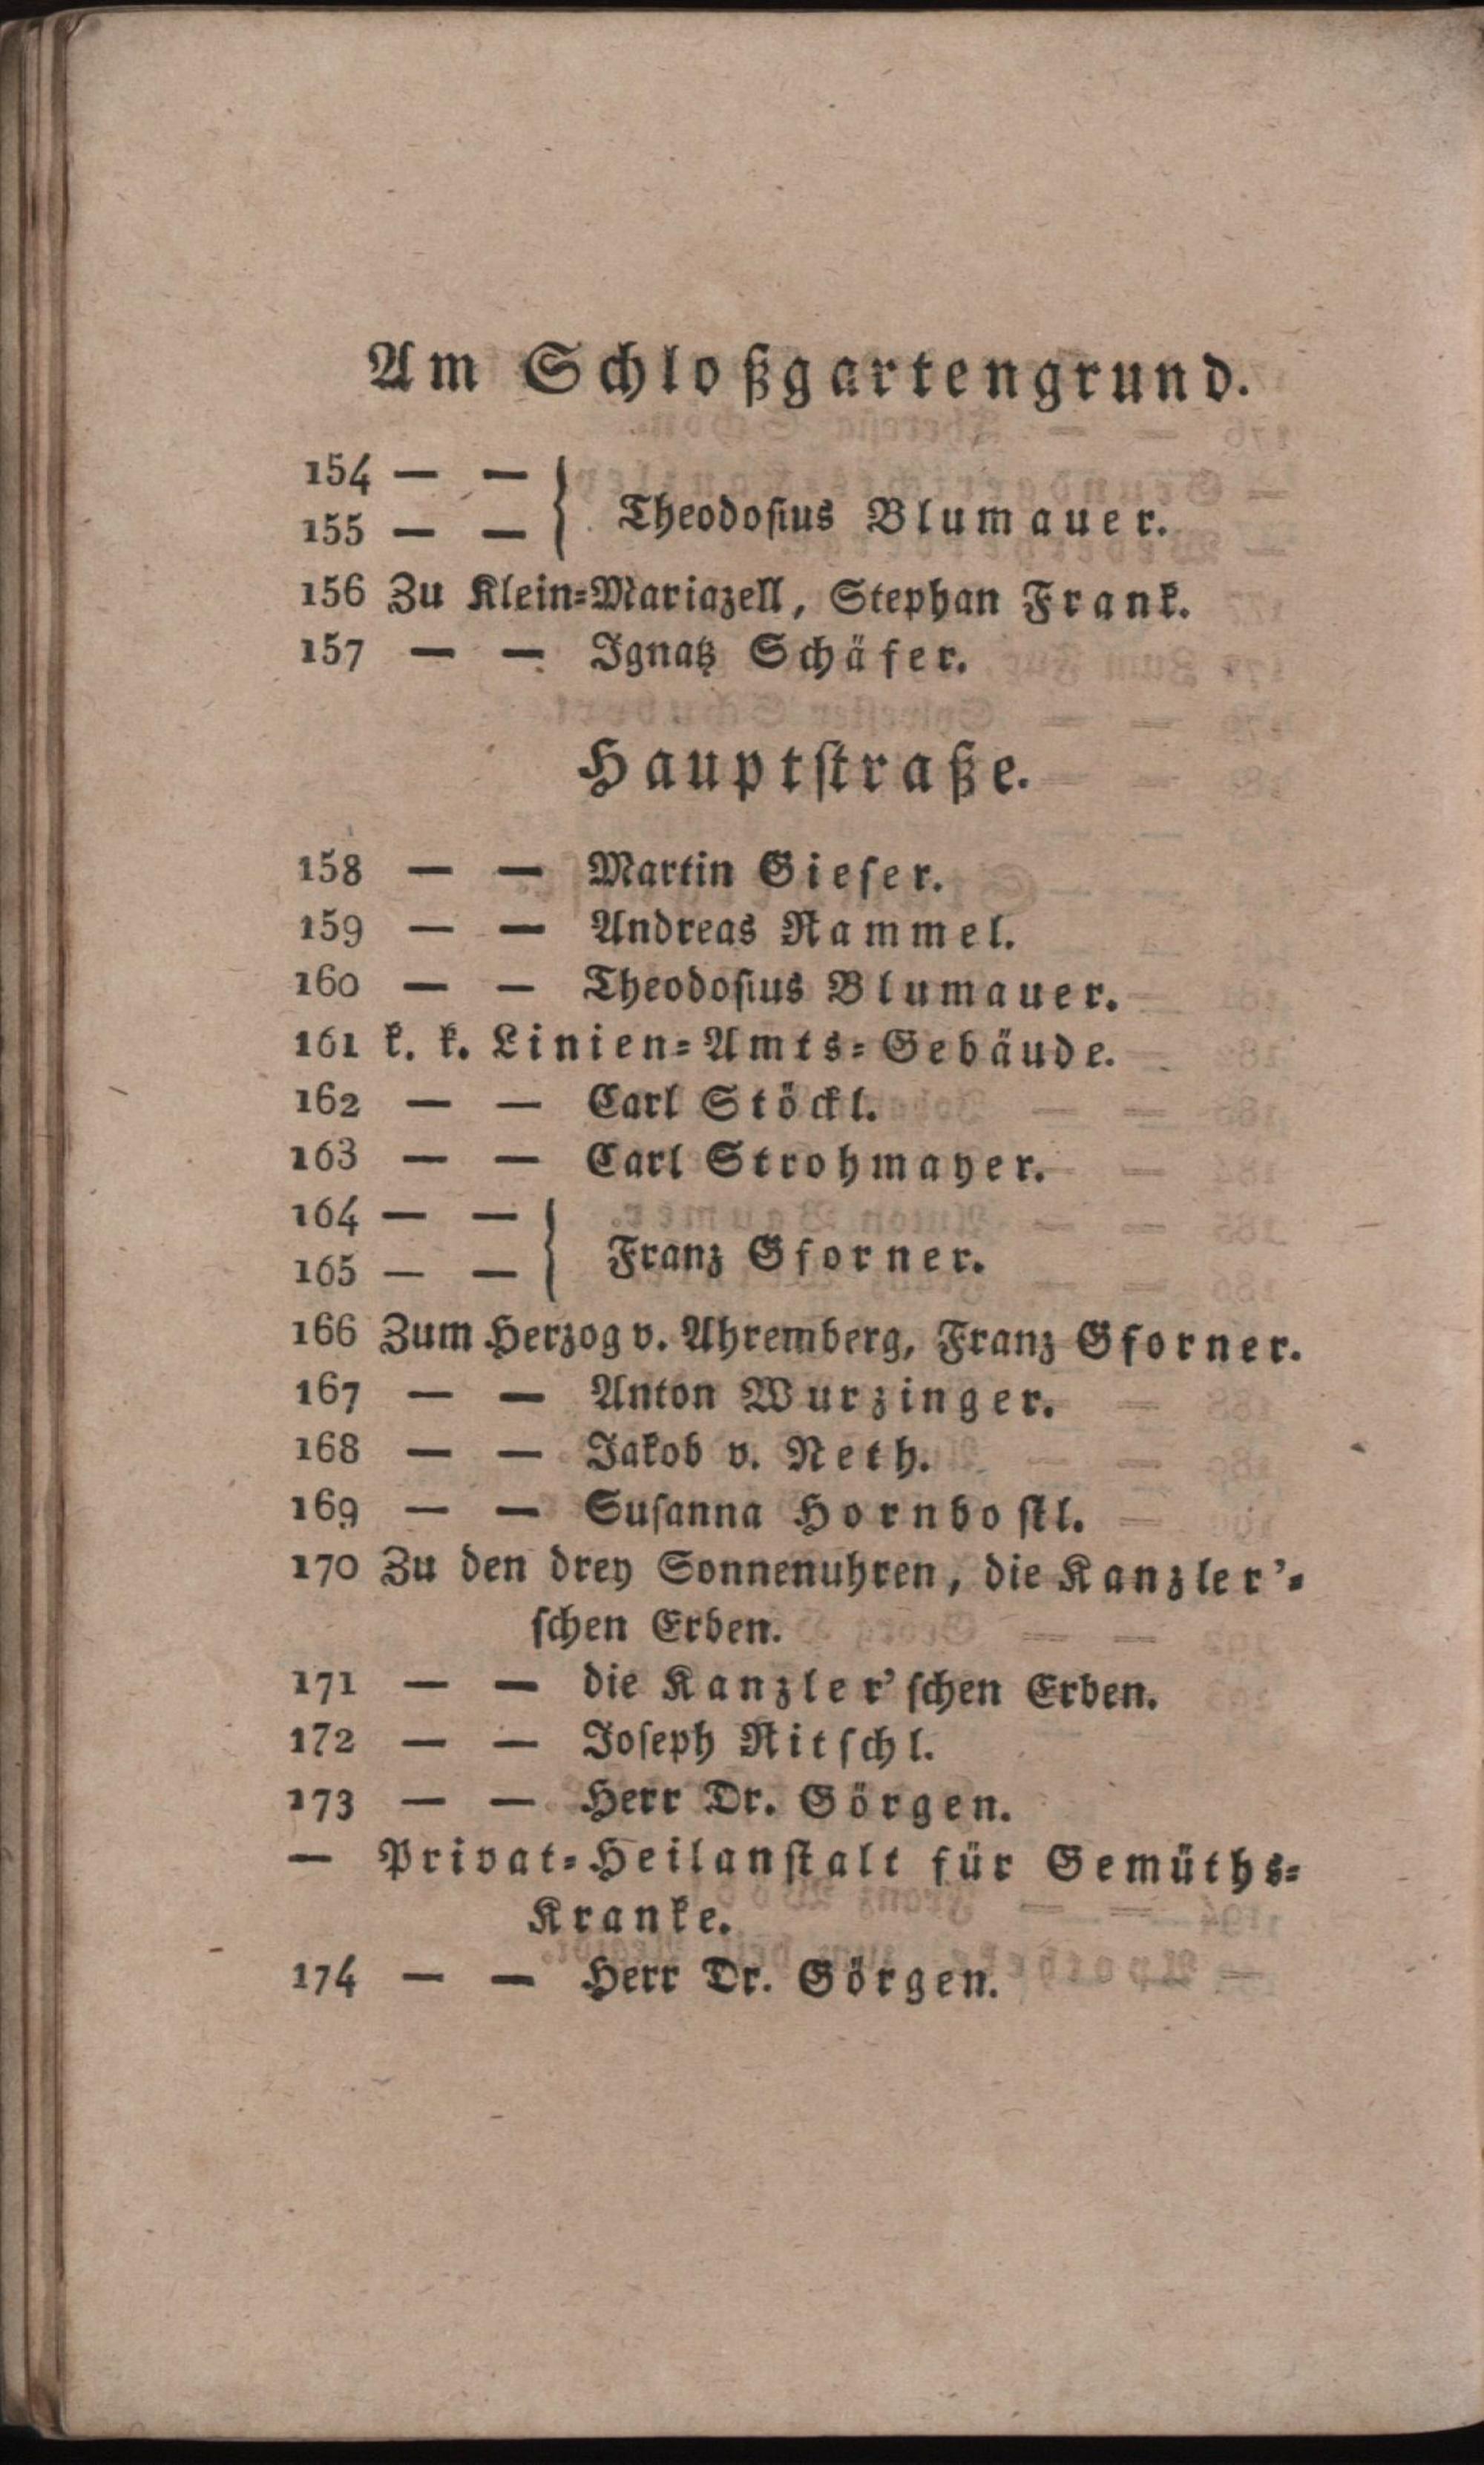 Am Schloßgartengrund.
154 — —
155 — — } Theodosius Blumauer.
156 Zu Klein-Mariazell, Stephan Frank.
157 — — Ignatz Schäfer.
Hauptstraße.
158 — — Martin Gieser.
159 — — Andreas Rammel.
160 — — Theodosius Blumauer.
161 k. k. Linien-Amts-Gebäude.
162 — — Carl Stöckl.
163 — — Carl Strohmayer.
164 — —
165 — — } Franz Gforner.
166 Zum Herzog v. Ahremberg, Franz Gforner.
167 — — Anton Wurzinger.
168 — — Jakob v. Neth.
169 — — Susanna Hornbostl.
170 Zu den drey Sonnenuhren, die Kanzler'-
schen Erben.
171 — — die Kanzler'schen Erben.
172 — — Joseph Ritschl.
173 — — Herr Dr. Görgen.
— Privat-Heilanstalt für Gemüths-
Kranke.
174 — — Herr Dr. Görgen.